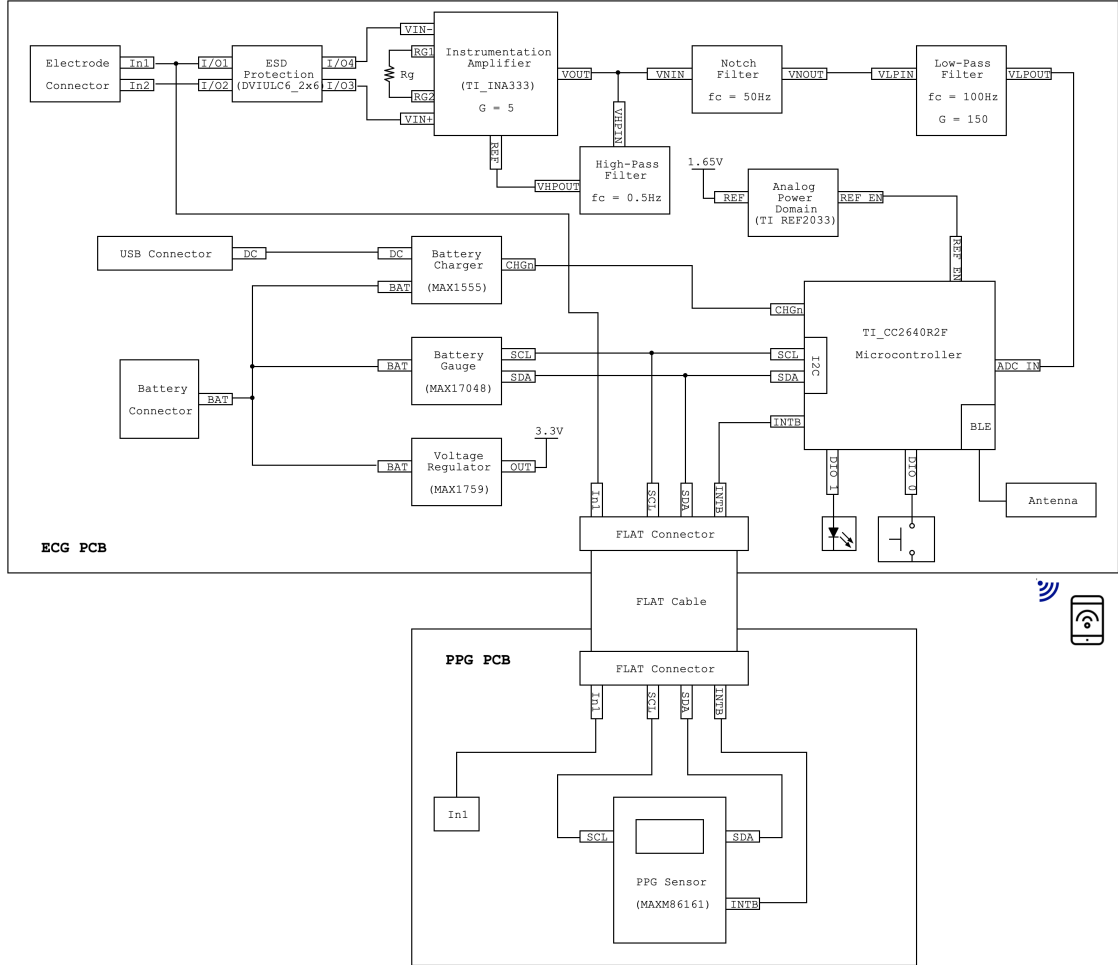 Electrode
Connector
In1
In2
I/O1
I/O2
ESD
Protection
(DVIULC6_2x6
I/O4
I/O3
VIN-
RG1
Rg
RG2
VIN+
Instrumentation
Amplifier
(TI_INA333)
G = 5
REF
VOUT
VHPIN
High-Pass
Filter
fc = 0.5Hz
VHPOUT
VNIN
Notch
Filter
fc = 50Hz
VNOUT
VLPIN
Low-Pass
Filter
fc = 100Hz
G = 150
VLPOUT
1.65V
REF
Analog
Power
Domain
(TI REF2033)
REF EN
REF EN
USB Connector
DC
DC
BAT
Battery
Charger
(MAX1555)
CHGn
Battery
Connector
BAT
BAT
Battery
Gauge
(MAX17048)
SCL
SDA
BAT
Voltage
Regulator
(MAX1759)
OUT
3.3V
CHGn
SCL
SDA
I2C
INTB
TI_CC2640R2F
Microcontroller
ADC IN
BLE
DIO 1
DIO 0
Antenna
In1
SCL
SDA
INTB
FLAT Connector
ECG PCB
FLAT Cable
PPG PCB
FLAT Connector
In1
SCL
SDA
INTB
In1
SCL
SDA
PPG Sensor
(MAXM86161)
INTB